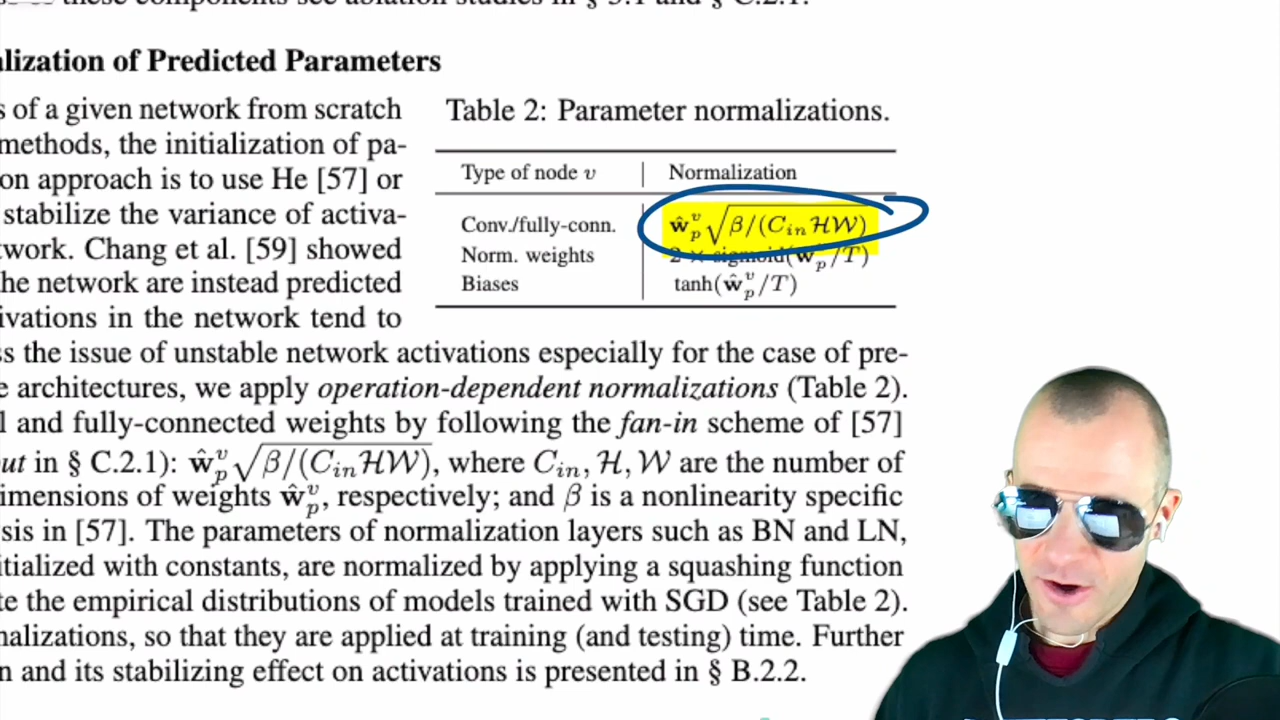 these components see ablation studies in § 3.1 and § C.2.1.
alization of Predicted Parameters
s of a given network from scratch
methods, the initialization of pa-
on approach is to use He [57] or
stabilize the variance of activa-
twork. Chang et al. [59] showed
he network are instead predicted
ivations in the network tend to
Table 2: Parameter normalizations.
Type of node v | Normalization
Conv./fully-conn. | ŵᵥₚ√β/(C_in ℋ𝒲)
Norm. weights | 2 × sigmoid(ŵᵥₚ/T)
Biases | tanh(ŵᵥₚ/T)
s the issue of unstable network activations especially for the case of pre-
e architectures, we apply operation-dependent normalizations (Table 2).
l and fully-connected weights by following the fan-in scheme of [57]
ut in § C.2.1): ŵᵥₚ√β/(C_inℋ𝒲), where C_in, ℋ, 𝒲 are the number of
imensions of weights ŵᵥₚ, respectively; and β is a nonlinearity specific
sis in [57]. The parameters of normalization layers such as BN and LN,
itialized with constants, are normalized by applying a squashing function
te the empirical distributions of models trained with SGD (see Table 2).
nalizations, so that they are applied at training (and testing) time. Further
n and its stabilizing effect on activations is presented in § B.2.2.